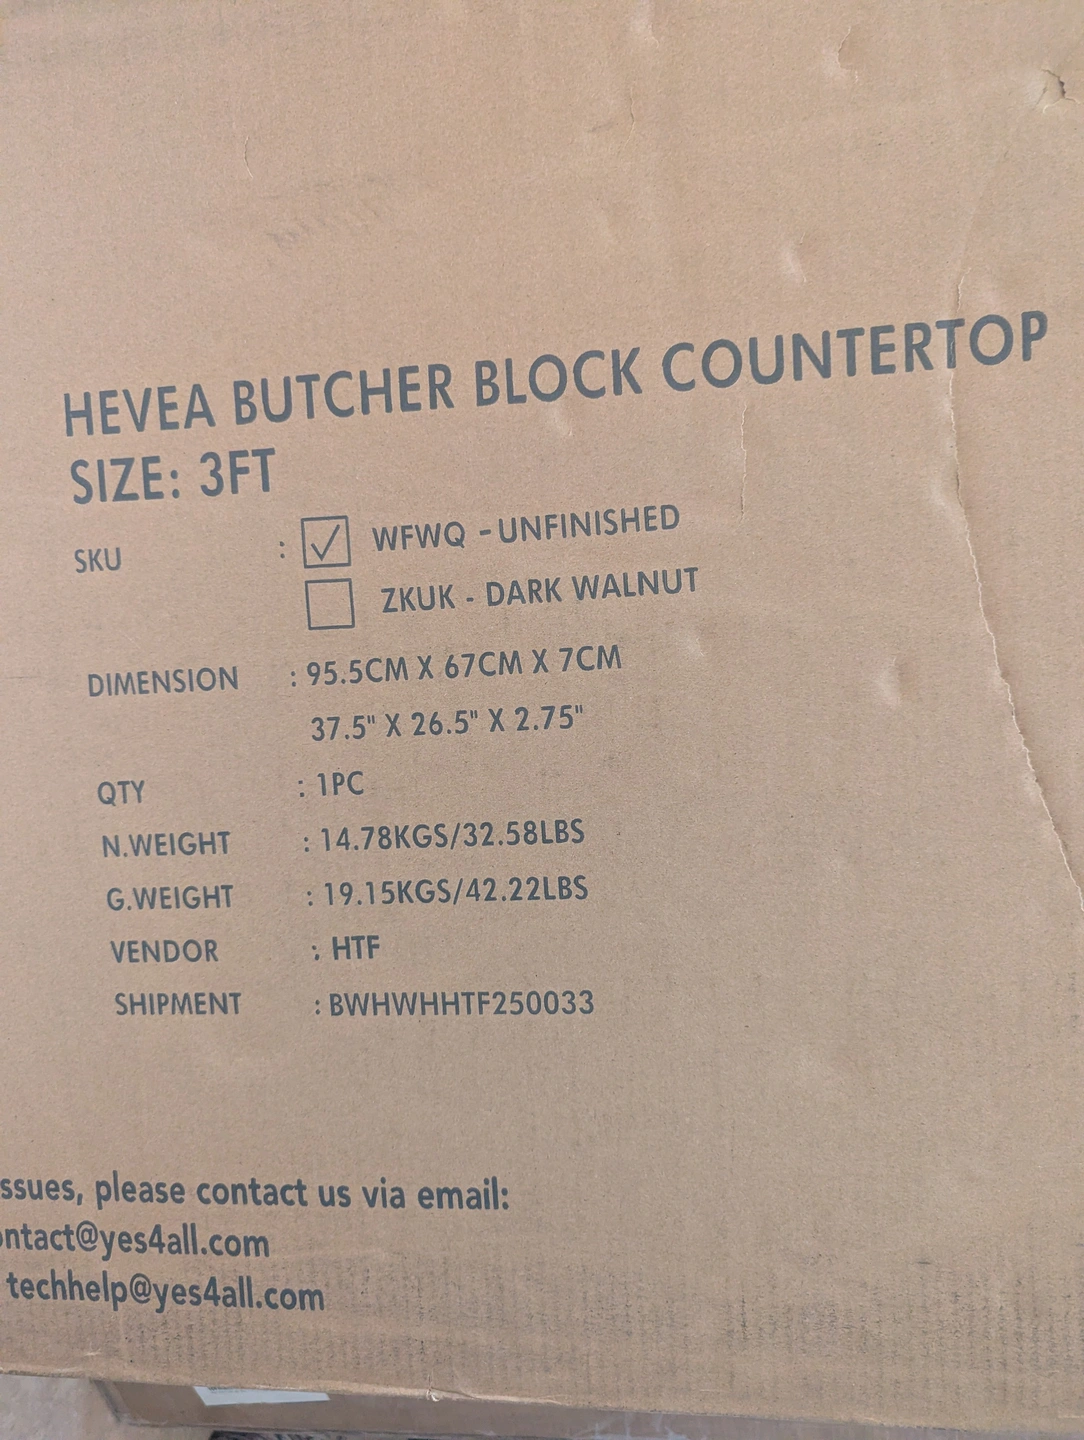 HEVEA BUTCHER BLOCK COUNTERTOP
SIZE: 3FT
SKU : WFWQ - UNFINISHED
ZKUK - DARK WALNUT
DIMENSION : 95.5CM X 67CM X 7CM
37.5" X 26.5" X 2.75"
QTY : 1PC
N.WEIGHT : 14.78KGS/32.58LBS
G.WEIGHT : 19.15KGS/42.22LBS
VENDOR : HTF
SHIPMENT : BWHWHHTF250033
ssues, please contact us via email:
ontact@yes4all.com
techhelp@yes4all.com